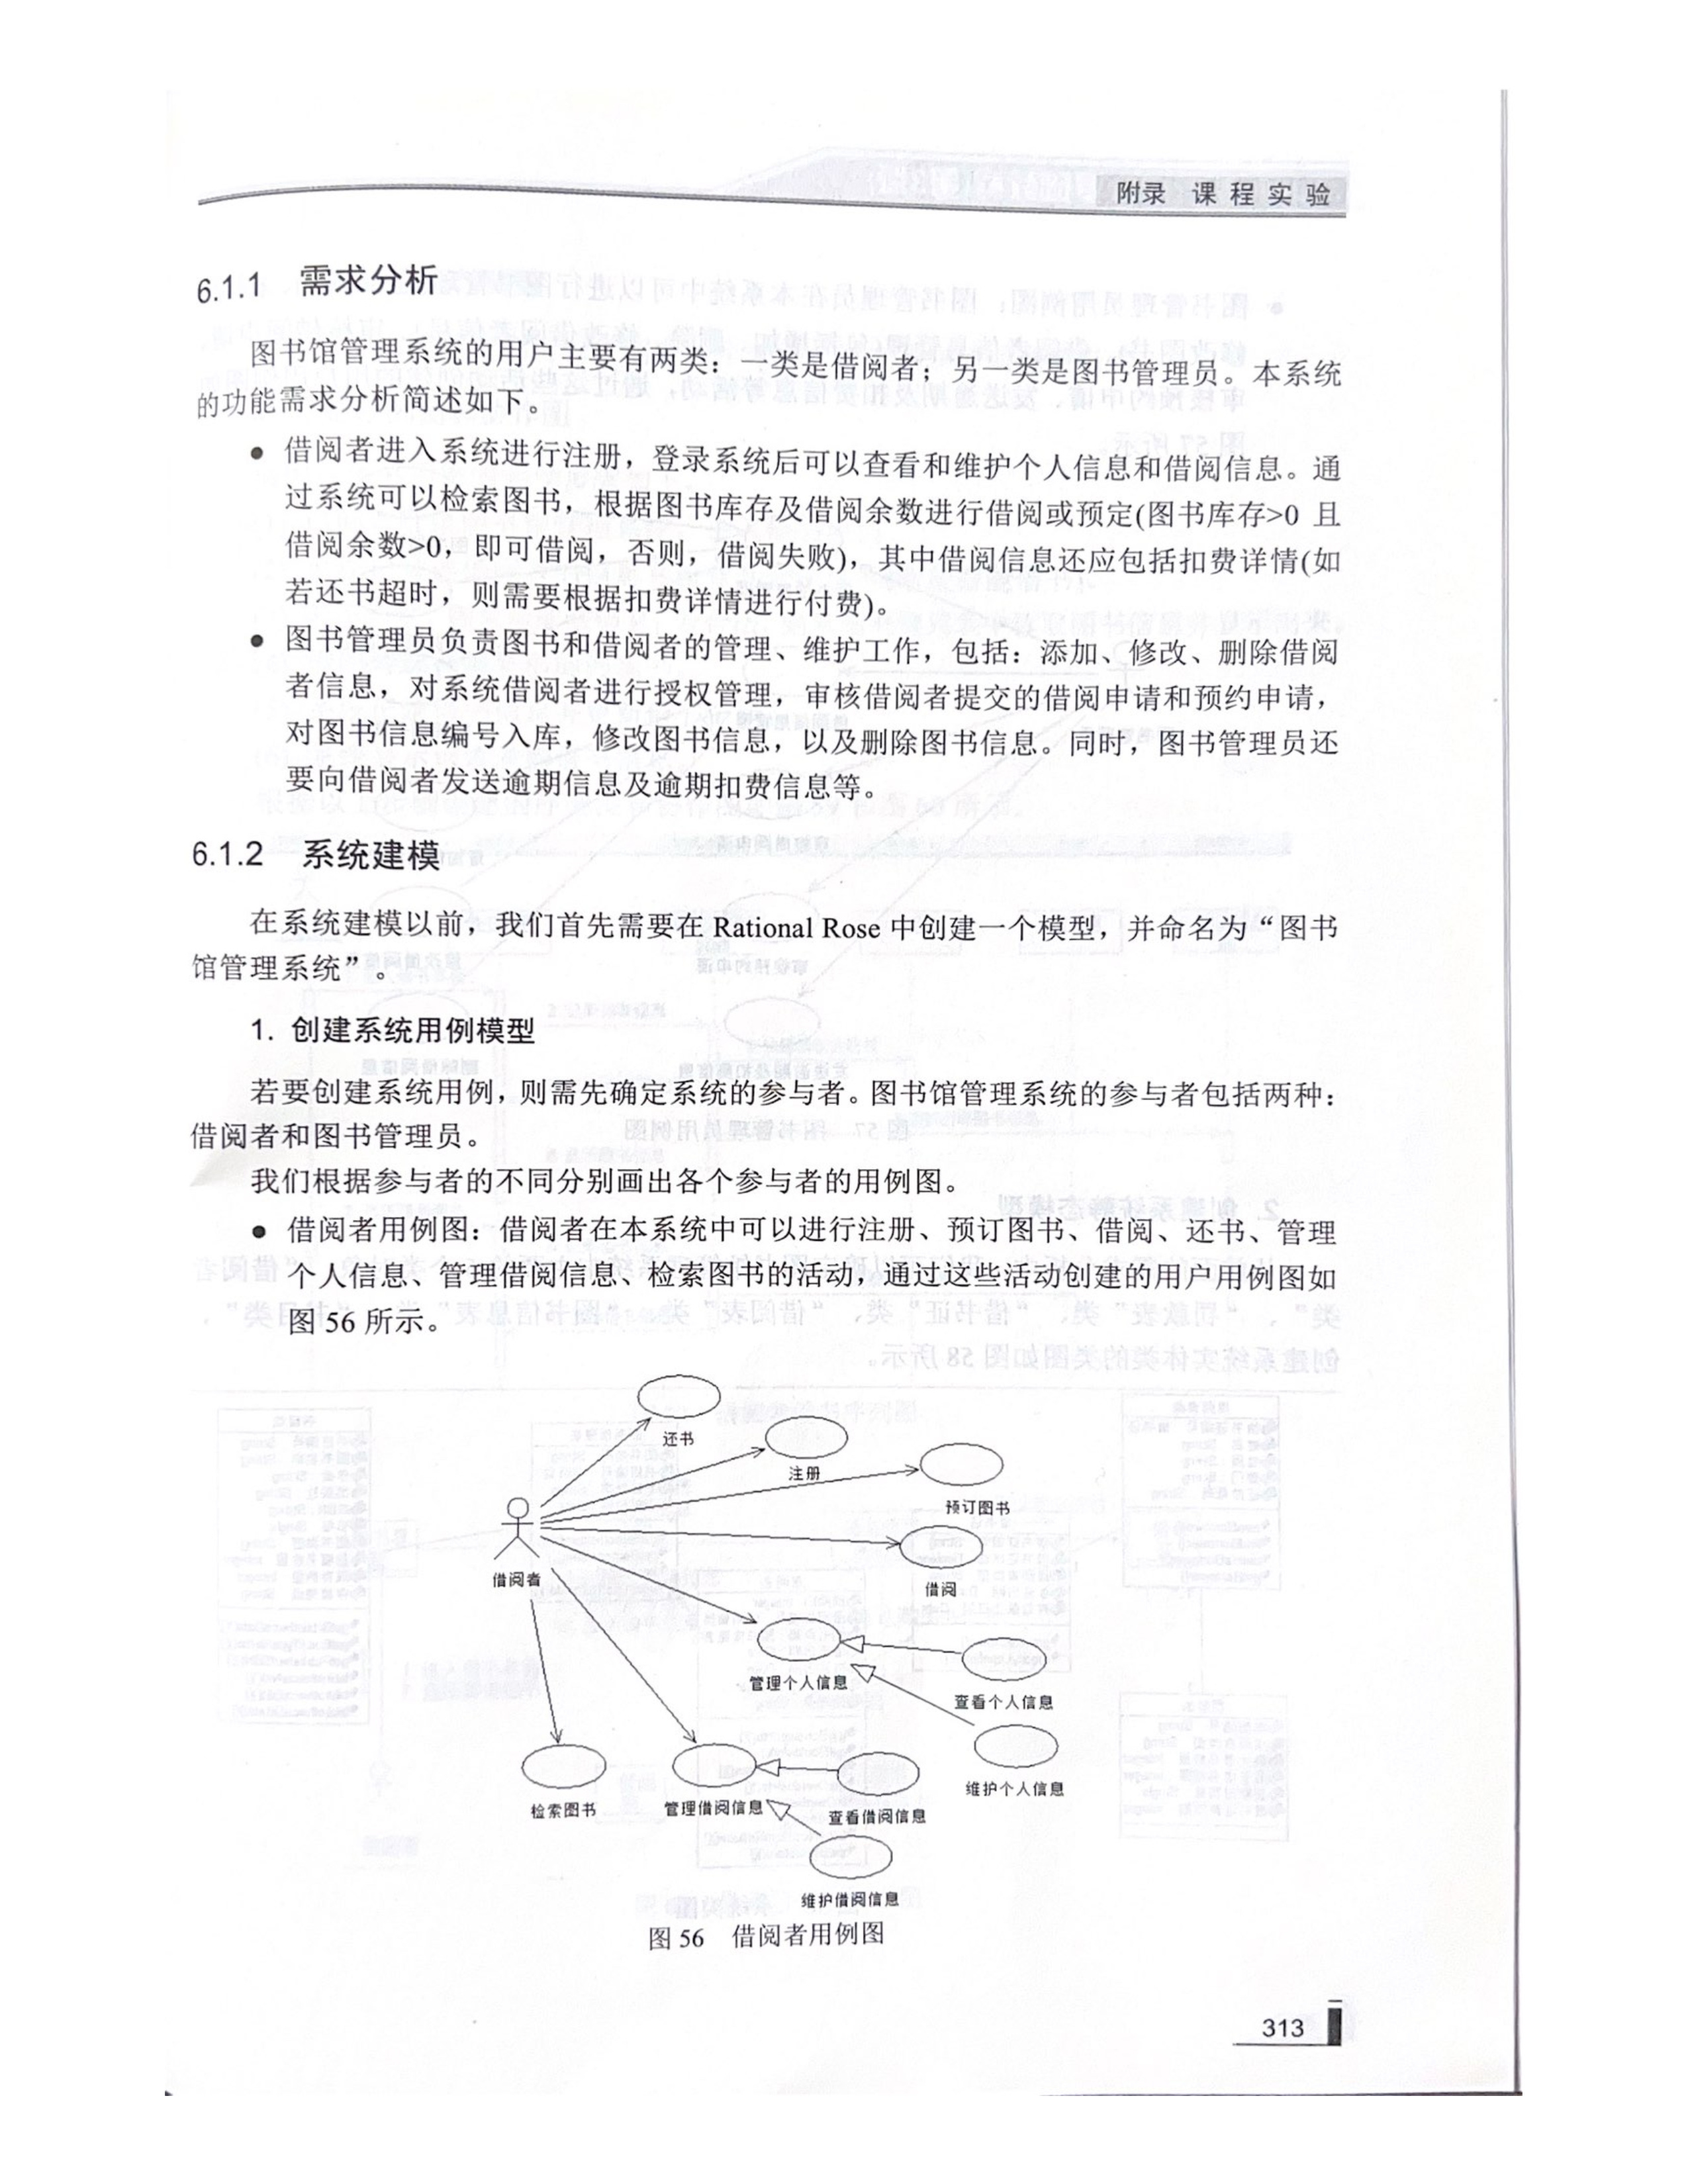 附录 课程实验
6.1.1 需求分析
图书馆管理系统的用户主要有两类：一类是借阅者；另一类是图书管理员。本系统
的功能需求分析简述如下。
● 借阅者进入系统进行注册，登录系统后可以查看和维护个人信息和借阅信息。通
过系统可以检索图书，根据图书库存及借阅余数进行借阅或预定(图书库存>0 且
借阅余数>0，即可借阅，否则，借阅失败)，其中借阅信息还应包括扣费详情(如
若还书超时，则需要根据扣费详情进行付费)。
● 图书管理员负责图书和借阅者的管理、维护工作，包括：添加、修改、删除借阅
者信息，对系统借阅者进行授权管理，审核借阅者提交的借阅申请和预约申请，
对图书信息编号入库，修改图书信息，以及删除图书信息。同时，图书管理员还
要向借阅者发送逾期信息及逾期扣费信息等。
6.1.2 系统建模
在系统建模以前，我们首先需要在 Rational Rose 中创建一个模型，并命名为“图书
馆管理系统”。
1. 创建系统用例模型
若要创建系统用例，则需先确定系统的参与者。图书馆管理系统的参与者包括两种：
借阅者和图书管理员。
我们根据参与者的不同分别画出各个参与者的用例图。
● 借阅者用例图：借阅者在本系统中可以进行注册、预订图书、借阅、还书、管理
个人信息、管理借阅信息、检索图书的活动，通过这些活动创建的用户用例图如
图 56 所示。
还书
注册
预订图书
借阅者
借阅
管理个人信息
查看个人信息
维护个人信息
检索图书
管理借阅信息
查看借阅信息
维护借阅信息
图 56 借阅者用例图
313